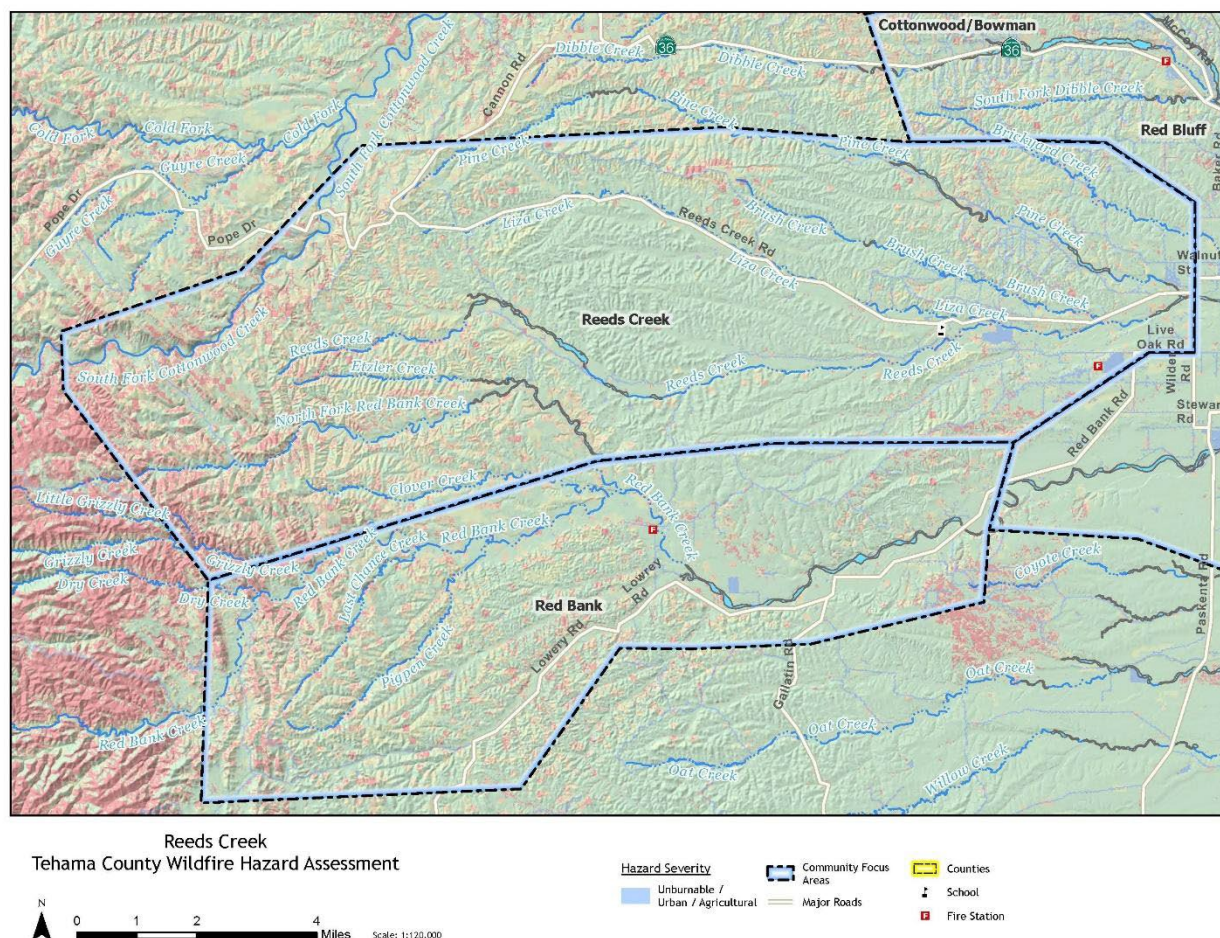 Cottonwood/Bowman
McCoy Rd
36
36
Dibble Creek
Dibble Creek
South Fork Dibble Creek
Cannon Rd
South Fork Cottonwood Creek
Cold Fork
Cold Fork
Cold Fork
Pine Creek
Pine Creek
Pine Creek
Brickyard Creek
Red Bluff
Baker Rd
Guyre Creek
Guyre Creek
Pope Dr
Pope Dr
Liza Creek
Reeds Creek Rd
Brush Creek
Pine Creek
Liza Creek
Brush Creek
Brush Creek
Walnut
St
Liza Creek
Reeds Creek
Live
Oak Rd
Reeds Creek
South Fork Cottonwood Creek
Etzler Creek
Reeds Creek
Reeds Creek
Wilder
Rd
North Fork Red Bank Creek
Red Bank Rd
Stewar
Rd
Clover Creek
Red Bank Creek
Little Grizzly Creek
Red Bank Creek
Grizzly Creek
Grizzly Creek
Red Bank Creek
Vast Chance Creek
Dry Creek
Dry Creek
Coyote Creek
Lowrey
Rd
Red Bank
Paskenta Rd
Lowery Rd
Pigpen Creek
Gallatin Rd
Oat Creek
Red Bank Creek
Oat Creek
Oat Creek
Willow Creek
Reeds Creek
Tehama County Wildfire Hazard Assessment
N
0 1 2 4
Miles
Scale: 1:120,000
Hazard Severity
Unburnable /
Urban / Agricultural
Community Focus
Areas
Major Roads
Counties
School
F Fire Station